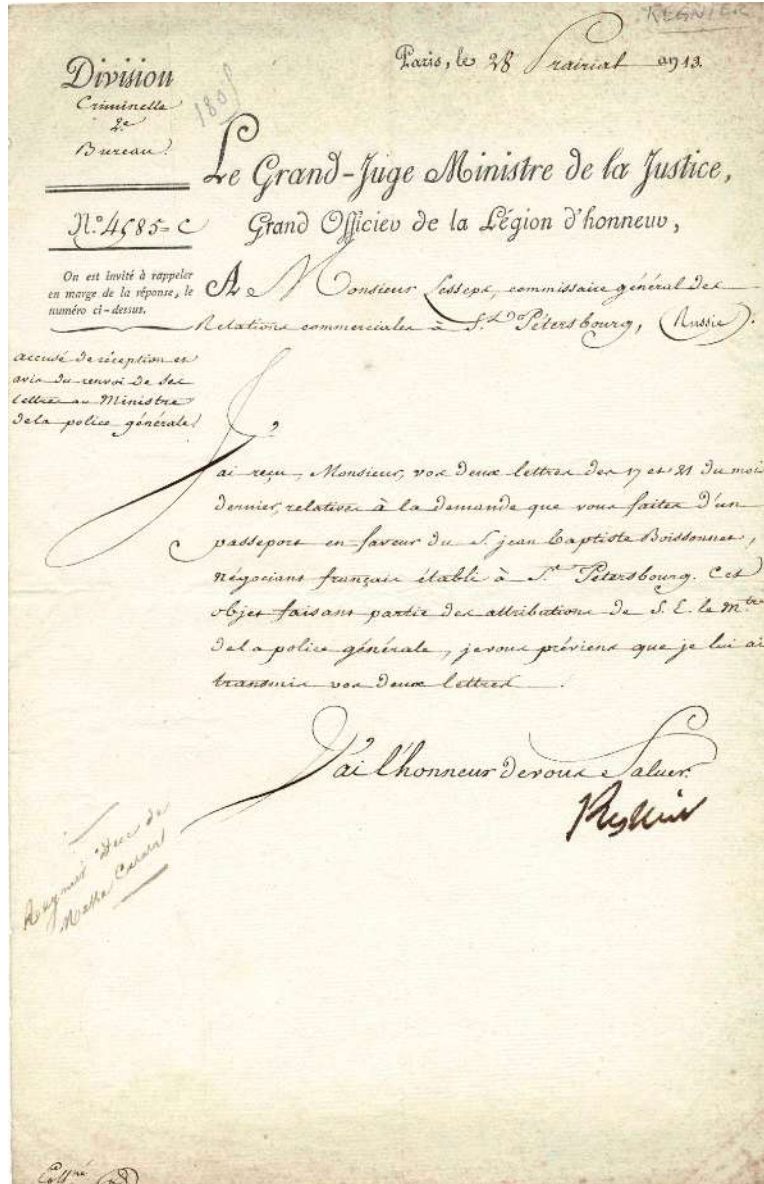 REGNIER
Paris, le 28 Prairial an 13.
Division
Criminelle
2e
Bureau.
1805
Le Grand-Juge Ministre de la Justice,
N.o 4585=C
Grand Officier de la Légion d'honneur,
On est invité à rappeler
en marge de la réponse, le
numéro ci-dessus.
A Monsieur Lesseps, commissaire général des
Relations commerciales à St. Pétersbourg, (Russie).
accusé de réception et
avis du renvoi de ses
lettres au Ministre
de la police générale.
J'ai reçu, Monsieur, vos deux lettres des 17 et 21 du mois
dernier, relatives à la demande que vous faites d'un
passeport en faveur du S. jean baptiste Boissonnet,
négociant français établi à St. Pétersbourg. Cet
objet faisant partie des attributions de S. E. le Mtre
de la police générale, je vous préviens que je lui ai
transmis vos deux lettres.
J'ai l'honneur de vous Saluer.
Regnier
Regnier Duc de
Massa